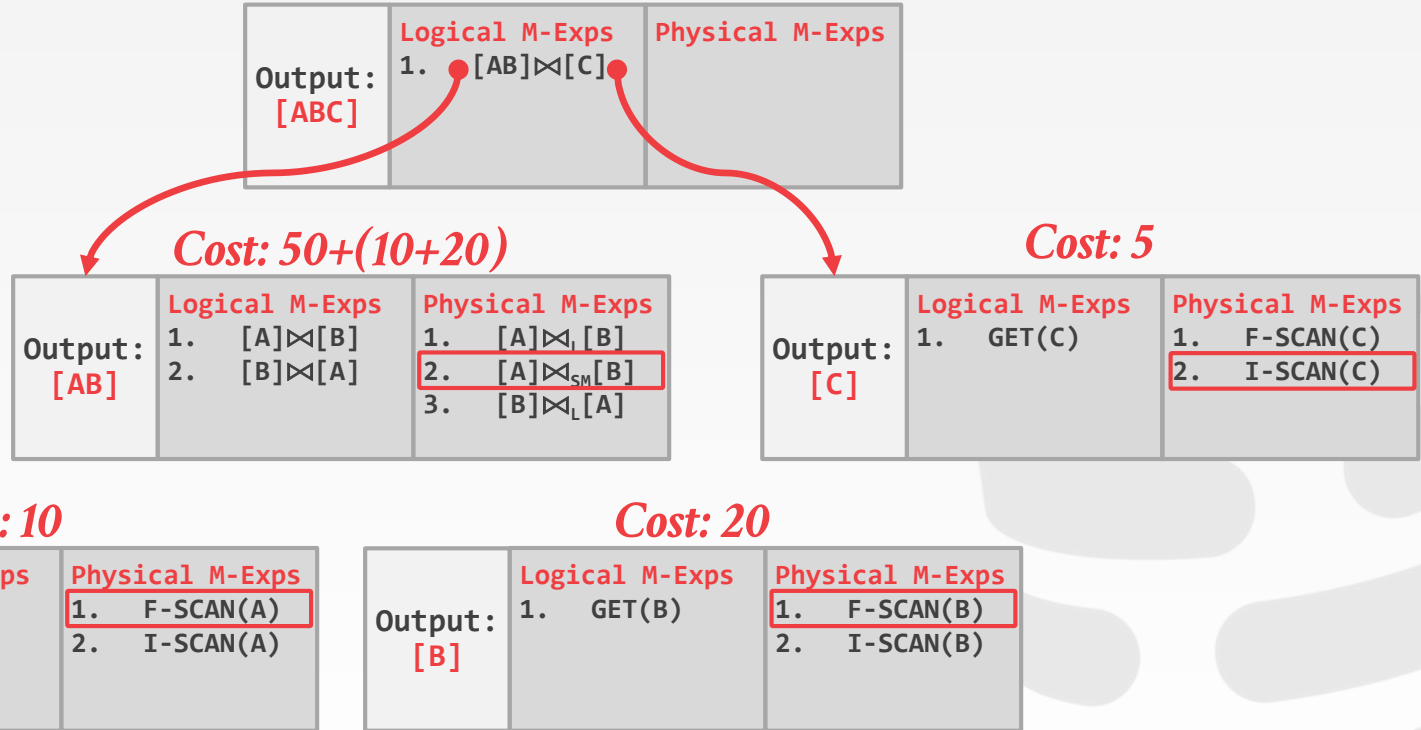 Logical M-Exps Physical M-Exps
1. [AB]⋈[C]
Output:
[ABC]
Cost: 50+(10+20)
Cost: 5
Output:
[AB]
Logical M-Exps
1. [A]⋈[B]
2. [B]⋈[A]
Physical M-Exps
1. [A]⋈L[B]
2. [A]⋈SM[B]
3. [B]⋈L[A]
Output:
[C]
Logical M-Exps
1. GET(C)
Physical M-Exps
1. F-SCAN(C)
2. I-SCAN(C)
: 10
Cost: 20
ps
Physical M-Exps
1. F-SCAN(A)
2. I-SCAN(A)
Output:
[B]
Logical M-Exps
1. GET(B)
Physical M-Exps
1. F-SCAN(B)
2. I-SCAN(B)